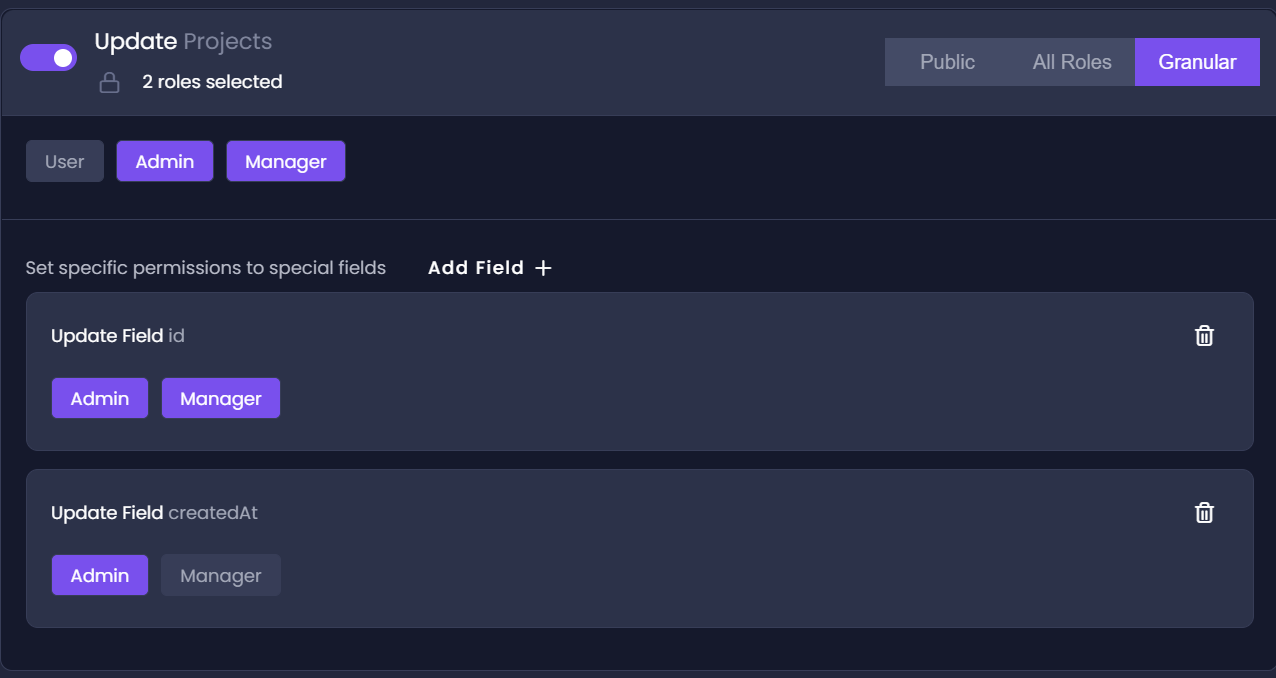 Update Projects
2 roles selected
Public All Roles Granular
User Admin Manager
Set specific permissions to special fields Add Field +
Update Field id
Admin Manager
Update Field createdAt
Admin Manager